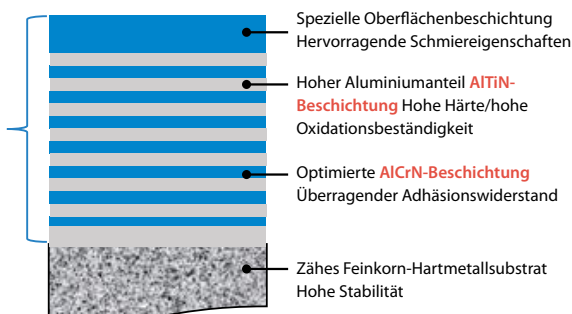 Spezielle Oberflächenbeschichtung
Hervorragende Schmiereigenschaften
Hoher Aluminiumanteil AlTiN-
Beschichtung Hohe Härte/hohe
Oxidationsbeständigkeit
Optimierte AlCrN-Beschichtung
Überragender Adhäsionswiderstand
Zähes Feinkorn-Hartmetallsubstrat
Hohe Stabilität